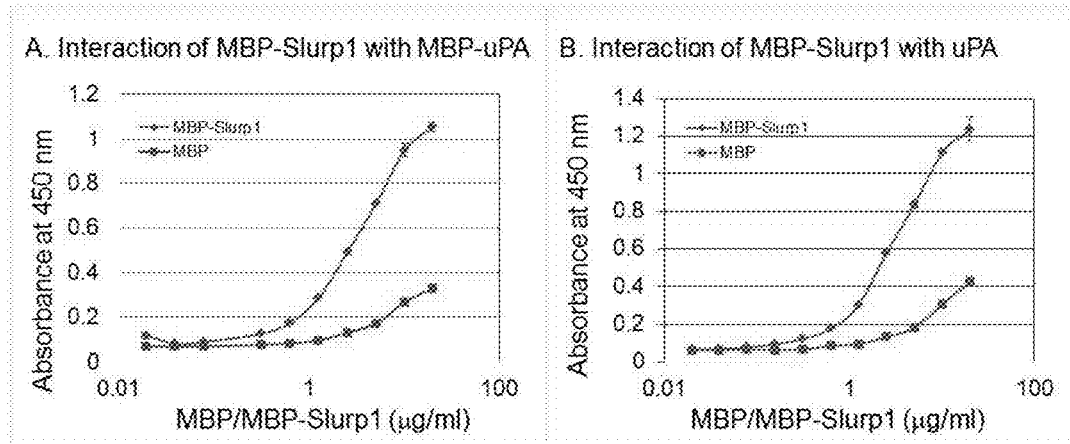 A. Interaction of MBP-Slurp1 with MBP-uPA
1.2
1
0.8
0.6
0.4
0.2
0
MBP-Slurp1
MBP
Absorbance at 450 nm
0.01
1
100
MBP/MBP-Slurp1 (μg/ml)
B. Interaction of MBP-Slurp1 with uPA
1.4
1.2
1
0.8
0.6
0.4
0.2
0
MBP-Slurp1
MBP
Absorbance at 450 nm
0.01
1
100
MBP/MBP-Slurp1 (μg/ml)